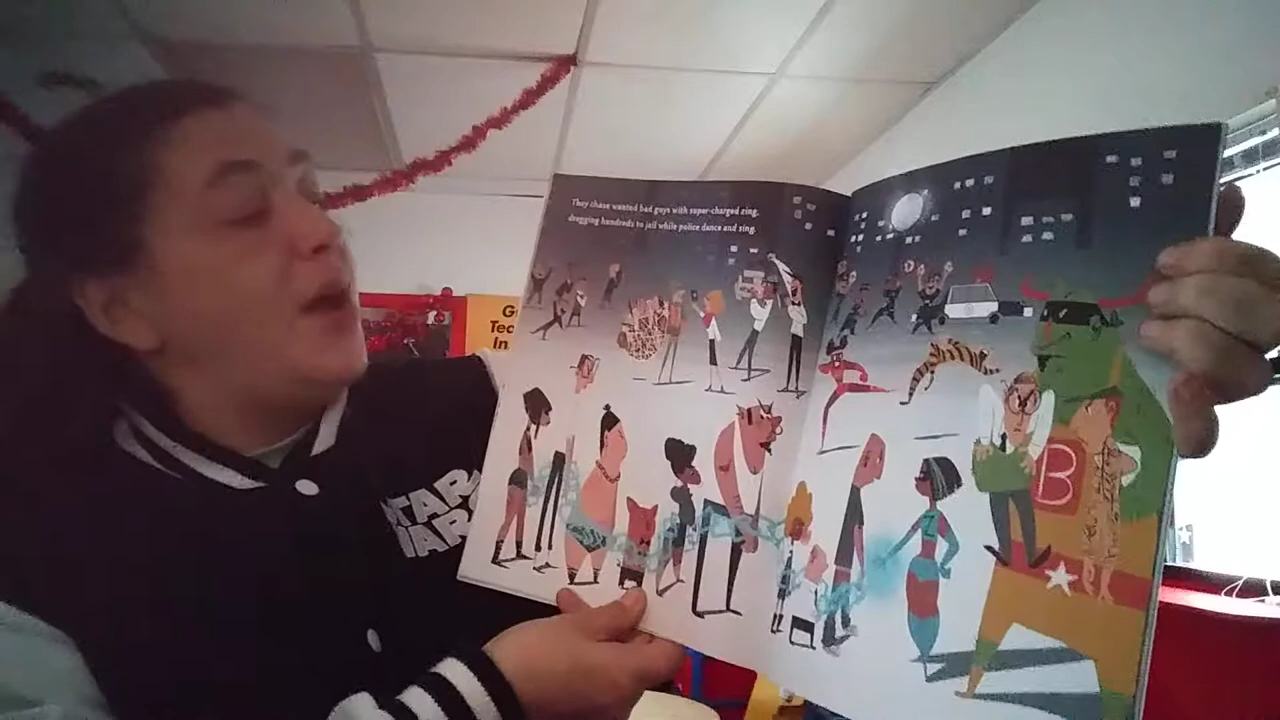 They chase wanted bad guys with super-charged zing,
dragging hundreds to jail while police dance and sing.
STAR
WARS
B